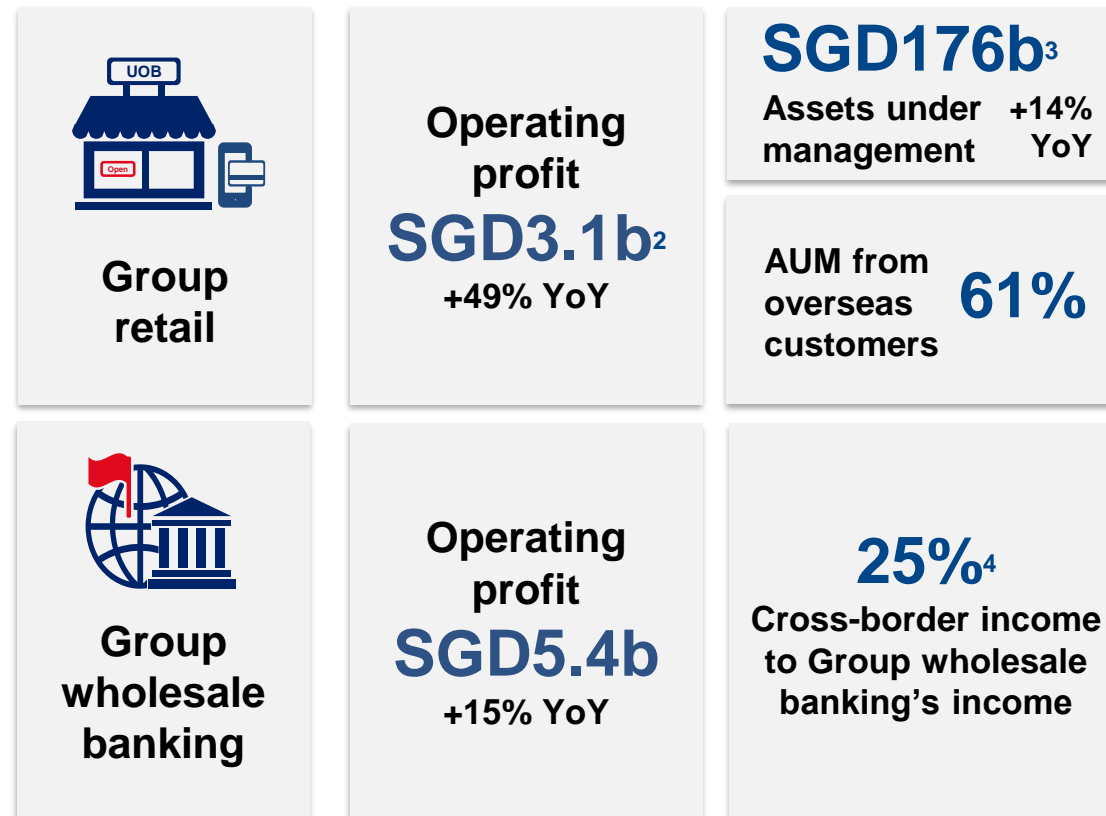 UOB
Open
Group
retail
Operating
profit
SGD3.1b2
+49% YoY
SGD176b3
Assets under +14%
management YoY
AUM from
overseas 61%
customers
Group
wholesale
banking
Operating
profit
SGD5.4b
+15% YoY
25%4
Cross-border income
to Group wholesale
banking’s income